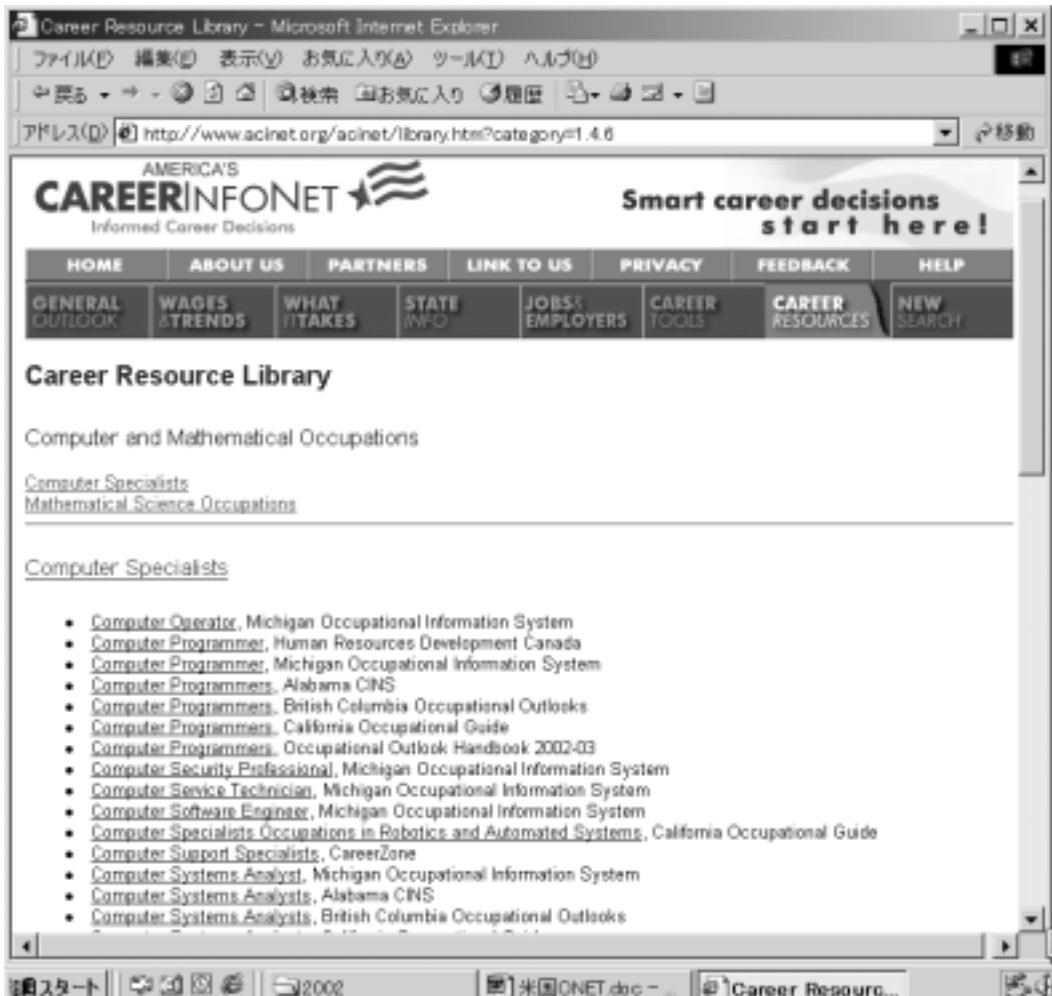 Career Resource Library - Microsoft Internet Explorer
ファイル(F) 編集(E) 表示(V) お気に入り(A) ツール(T) ヘルプ(H)
戻る 検索 お気に入り 履歴
アドレス(D) http://www.acinet.org/acinet/library.htm?category=1.4.6 移動
AMERICA'S
CAREERINFONET
Informed Career Decisions
Smart career decisions
start here!
HOME ABOUT US PARTNERS LINK TO US PRIVACY FEEDBACK HELP
GENERAL OUTLOOK WAGES &TRENDS WHAT ITTAKES STATE INFO JOBS& EMPLOYERS CAREER TOOLS CAREER RESOURCES NEW SEARCH
Career Resource Library
Computer and Mathematical Occupations
Computer Specialists
Mathematical Science Occupations
Computer Specialists
• Computer Operator, Michigan Occupational Information System
• Computer Programmer, Human Resources Development Canada
• Computer Programmer, Michigan Occupational Information System
• Computer Programmers, Alabama CINS
• Computer Programmers, British Columbia Occupational Outlooks
• Computer Programmers, California Occupational Guide
• Computer Programmers, Occupational Outlook Handbook 2002-03
• Computer Security Professional, Michigan Occupational Information System
• Computer Service Technician, Michigan Occupational Information System
• Computer Software Engineer, Michigan Occupational Information System
• Computer Specialists Occupations in Robotics and Automated Systems, California Occupational Guide
• Computer Support Specialists, CareerZone
• Computer Systems Analyst, Michigan Occupational Information System
• Computer Systems Analysts, Alabama CINS
• Computer Systems Analysts, British Columbia Occupational Outlooks
スタート 2002 米国ONET.doc - ... Career Resourc...